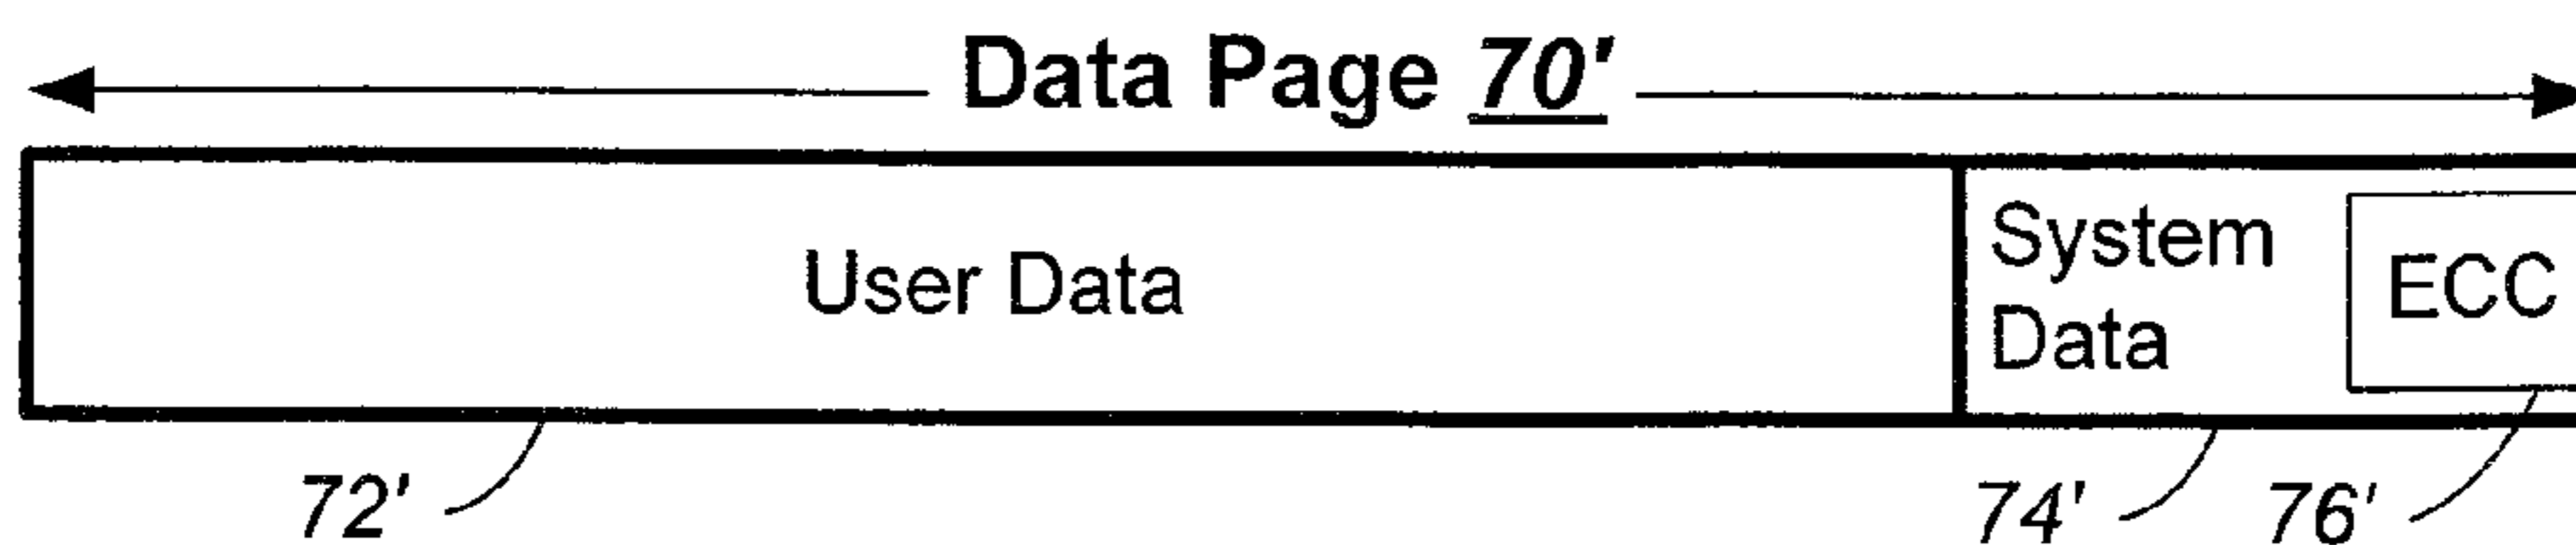 Data Page 70'
User Data
System
Data
ECC
72'
74'
76'